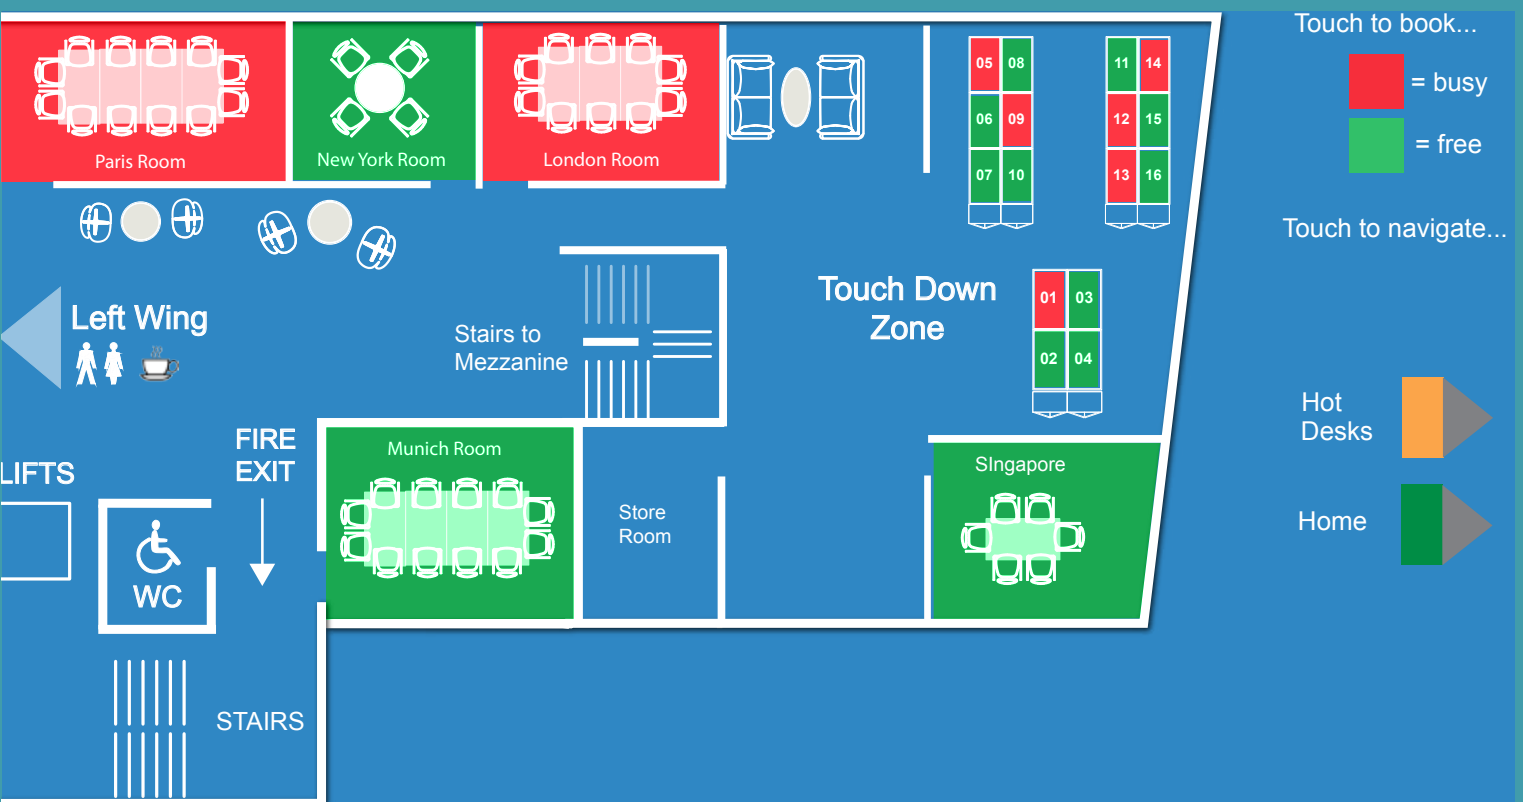 Touch to book...
= busy
= free
Touch to navigate...
Hot
Desks
Home
Paris Room
New York Room
London Room
05 08
06 09
07 10
11 14
12 15
13 16
Touch Down
Zone
01 03
02 04
Left Wing
Stairs to
Mezzanine
FIRE
EXIT
LIFTS
WC
STAIRS
Munich Room
Store
Room
SIngapore